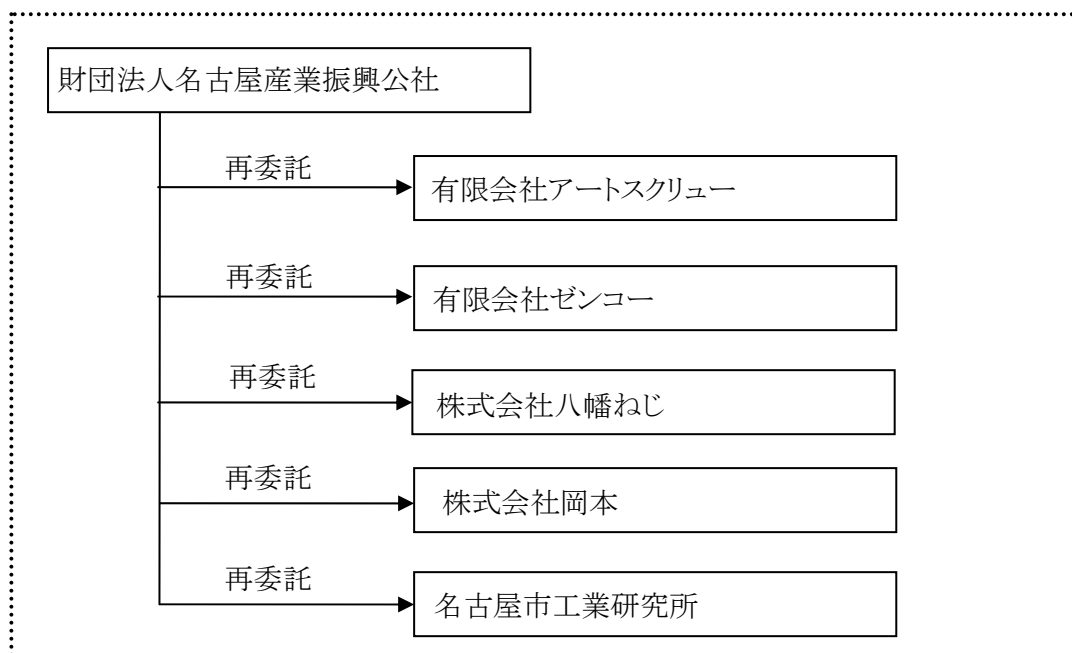 財団法人名古屋産業振興公社
再委託
有限会社アートスクリュー
再委託
有限会社ゼンコー
再委託
株式会社八幡ねじ
再委託
株式会社岡本
再委託
名古屋市工業研究所